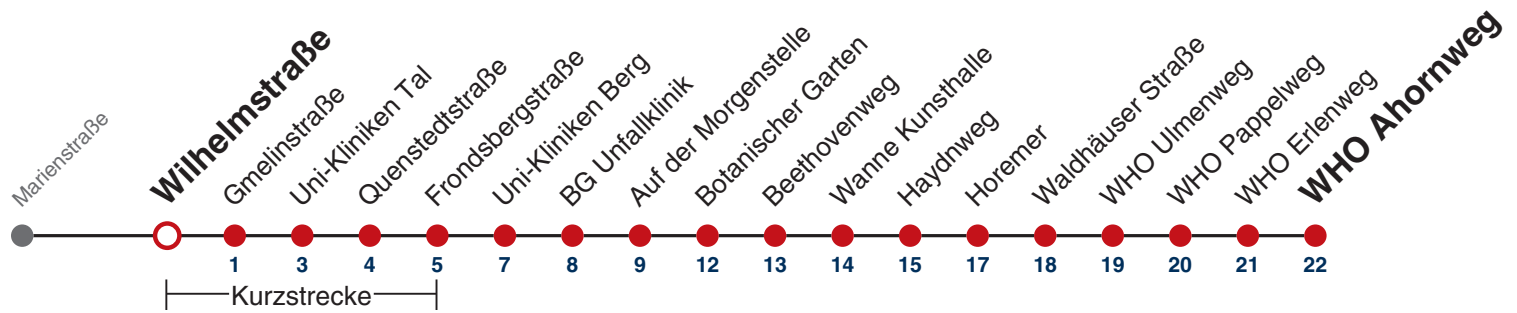 Marienstraße
Wilhelmstraße
Gmelinstraße
Uni-Kliniken Tal
Quenstedtstraße
Frondsbergstraße
Uni-Kliniken Berg
BG Unfallklinik
Auf der Morgenstelle
Botanischer Garten
Beethovenweg
Wanne Kunsthalle
Haydnweg
Horemer
Waldhäuser Straße
WHO Ulmenweg
WHO Pappelweg
WHO Erlenweg
WHO Ahornweg
1 3 4 5 7 8 9 12 13 14 15 17 18 19 20 21 22
Kurzstrecke